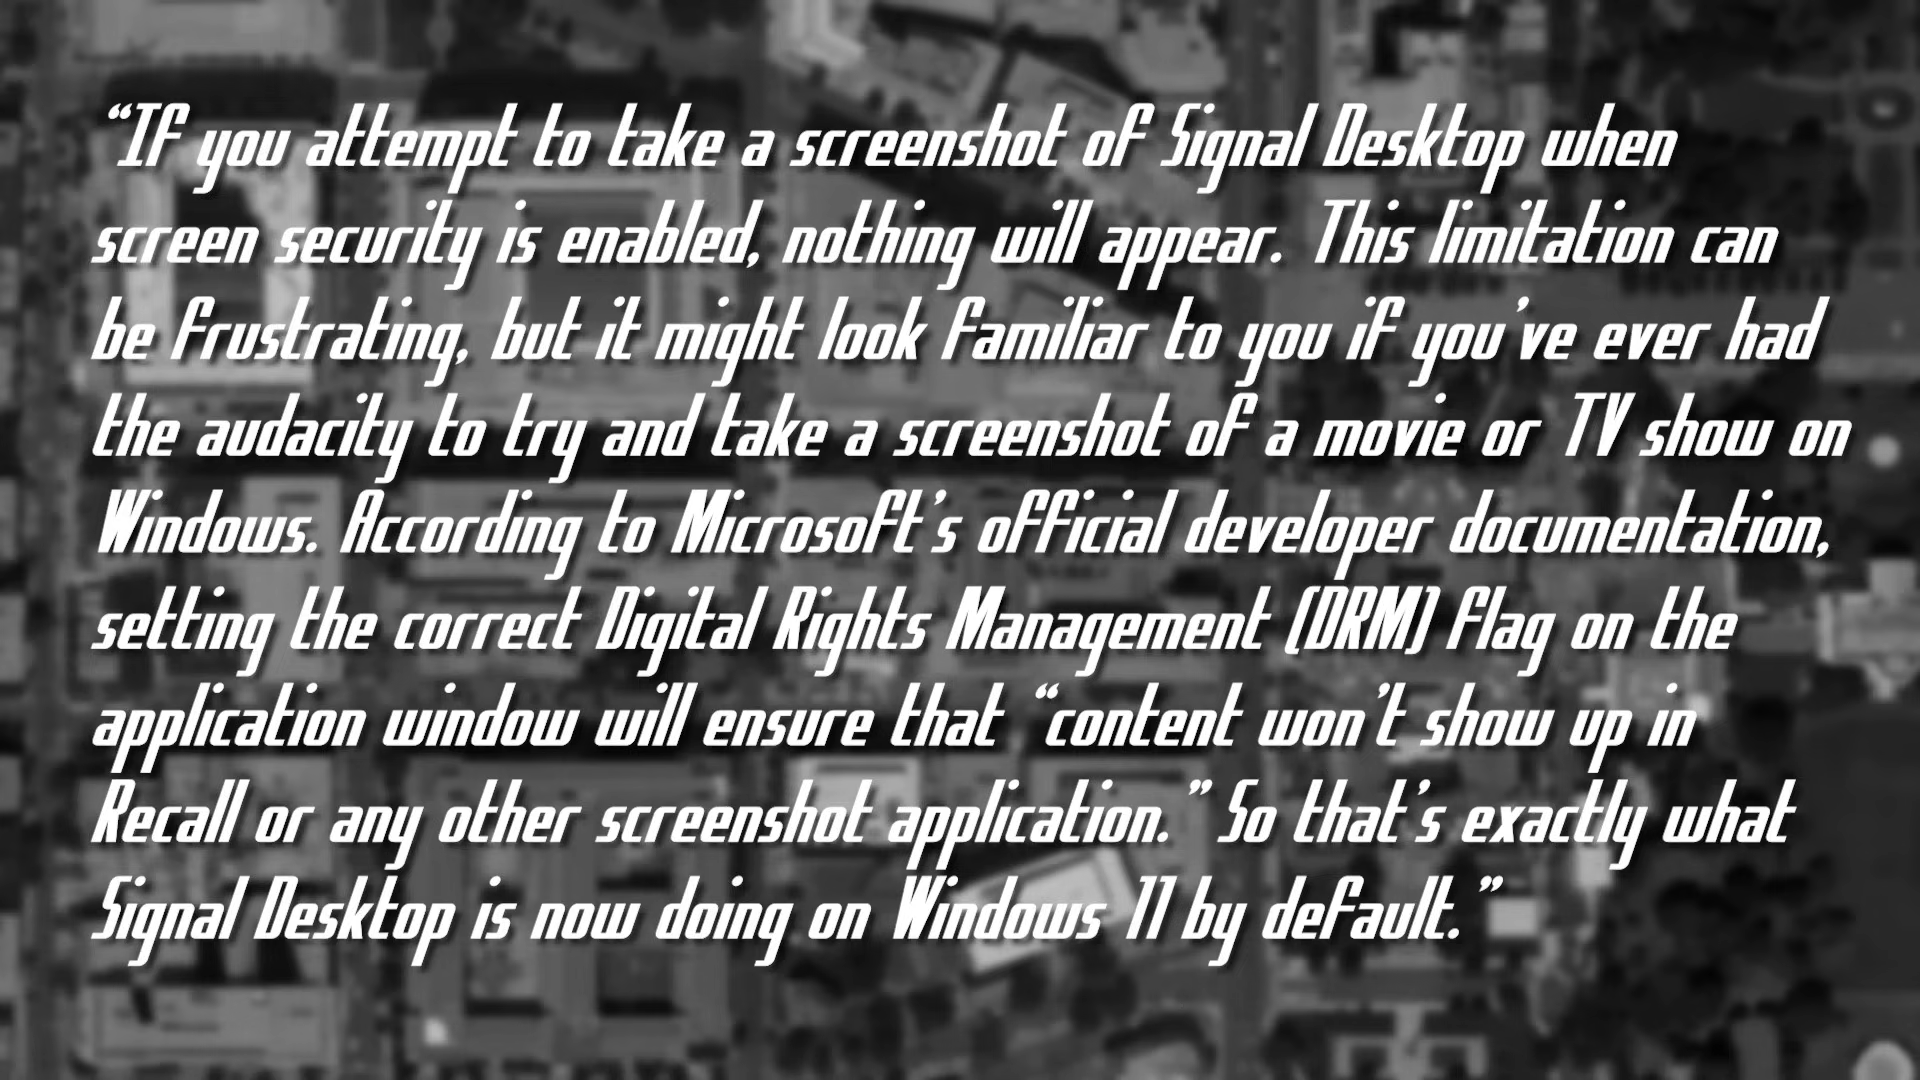 “If you attempt to take a screenshot of Signal Desktop when
screen security is enabled, nothing will appear. This limitation can
be frustrating, but it might look familiar to you if you’ve ever had
the audacity to try and take a screenshot of a movie or TV show on
Windows. According to Microsoft’s official developer documentation,
setting the correct Digital Rights Management (DRM) flag on the
application window will ensure that “content won’t show up in
Recall or any other screenshot application.” So that’s exactly what
Signal Desktop is now doing on Windows 11 by default.”